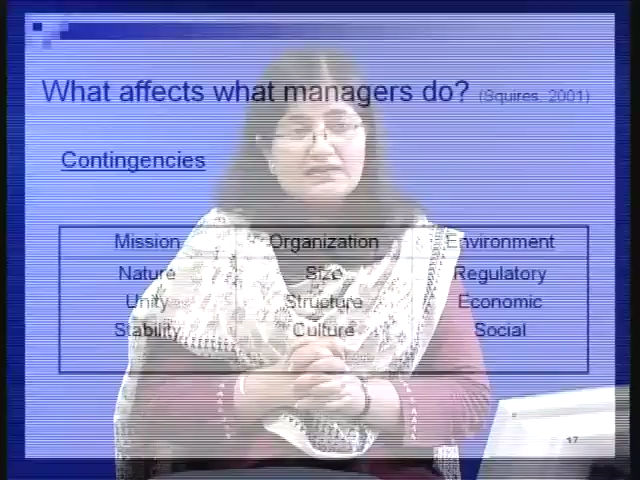 What affects what managers do? (Squires, 2001)
Contingencies
Mission Organization Environment
Nature Size Regulatory
Unity Structure Economic
Stability Culture Social
17